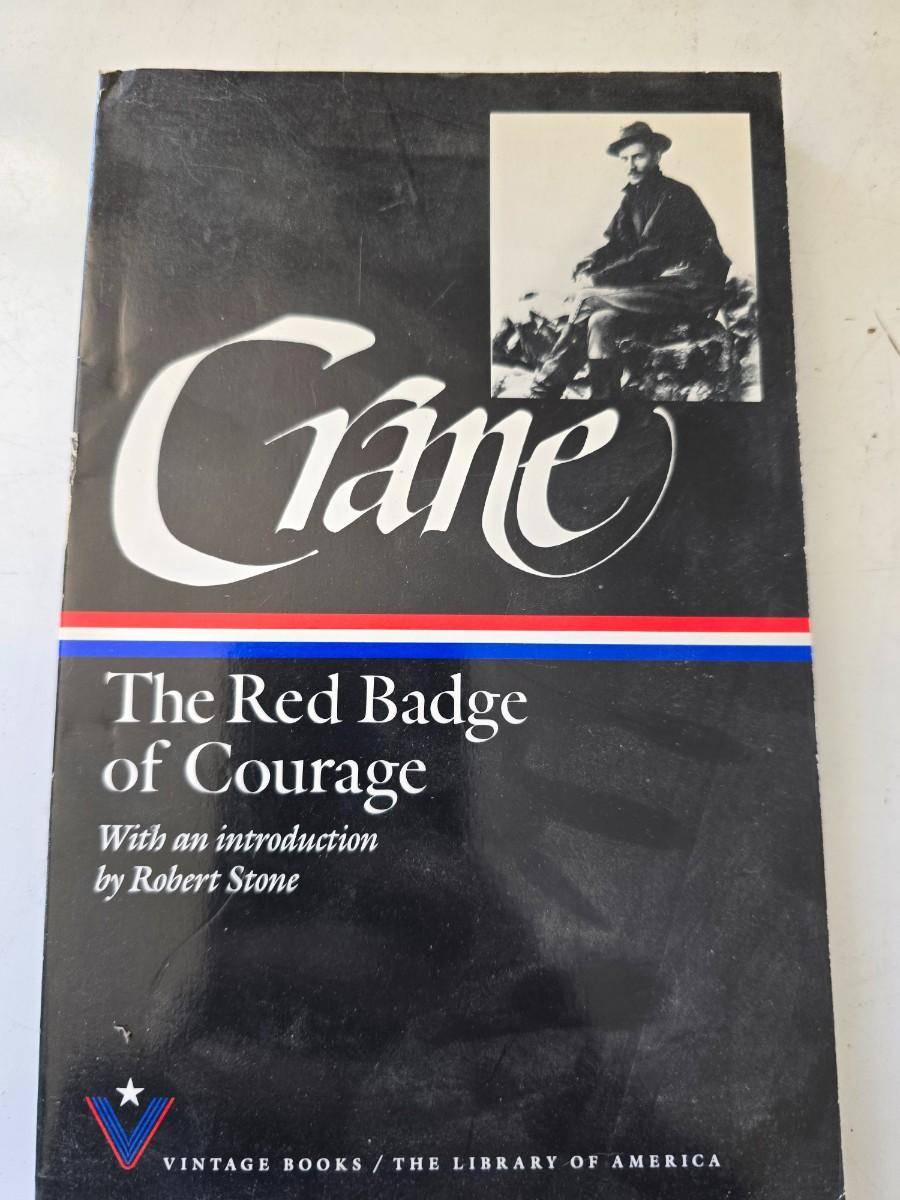 Crane
The Red Badge
of Courage
With an introduction
by Robert Stone
VINTAGE BOOKS / THE LIBRARY OF AMERICA